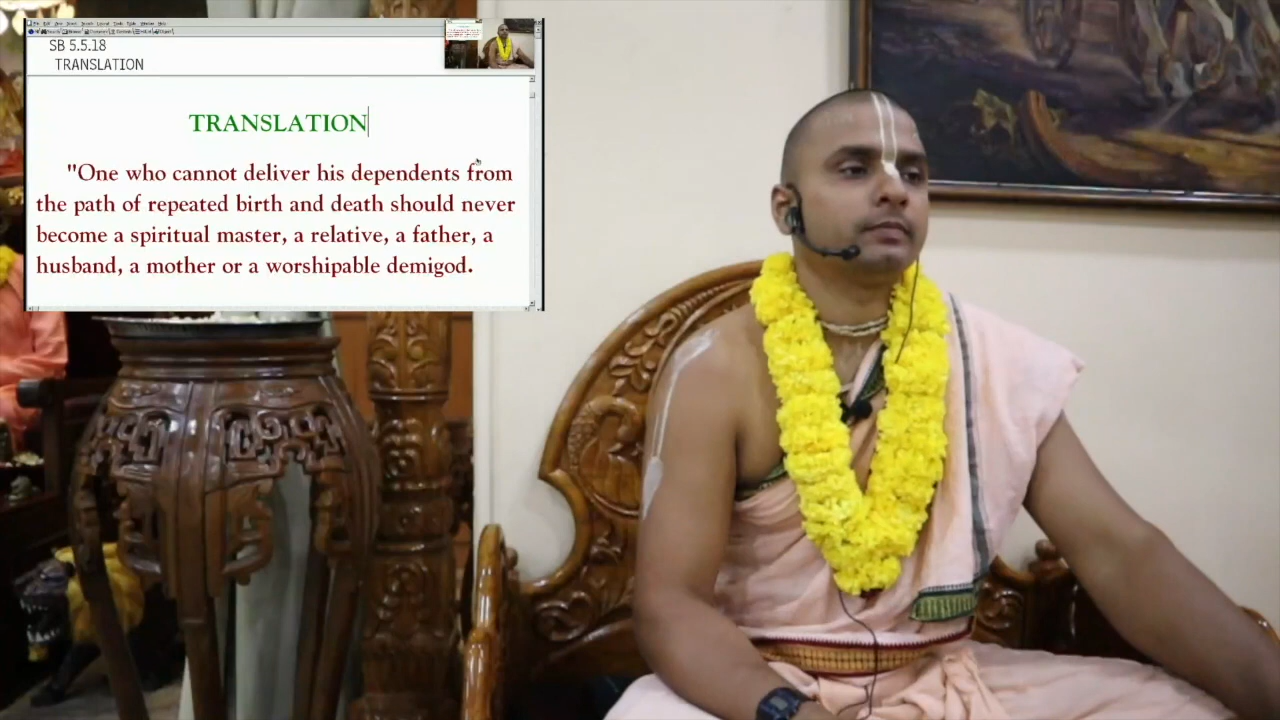 SB 5.5.18
TRANSLATION
TRANSLATION
"One who cannot deliver his dependents from
the path of repeated birth and death should never
become a spiritual master, a relative, a father, a
husband, a mother or a worshipable demigod.